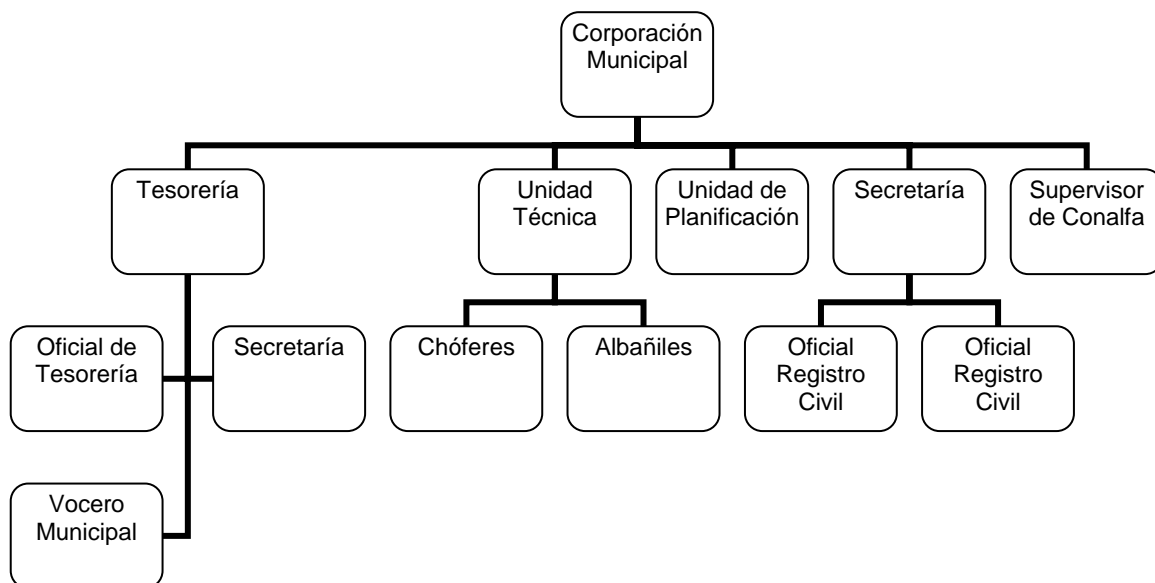 Corporación
Municipal
Tesorería
Unidad
Técnica
Unidad de
Planificación
Secretaría
Supervisor
de Conalfa
Oficial de
Tesorería
Secretaría
Chóferes
Albañiles
Oficial
Registro
Civil
Oficial
Registro
Civil
Vocero
Municipal